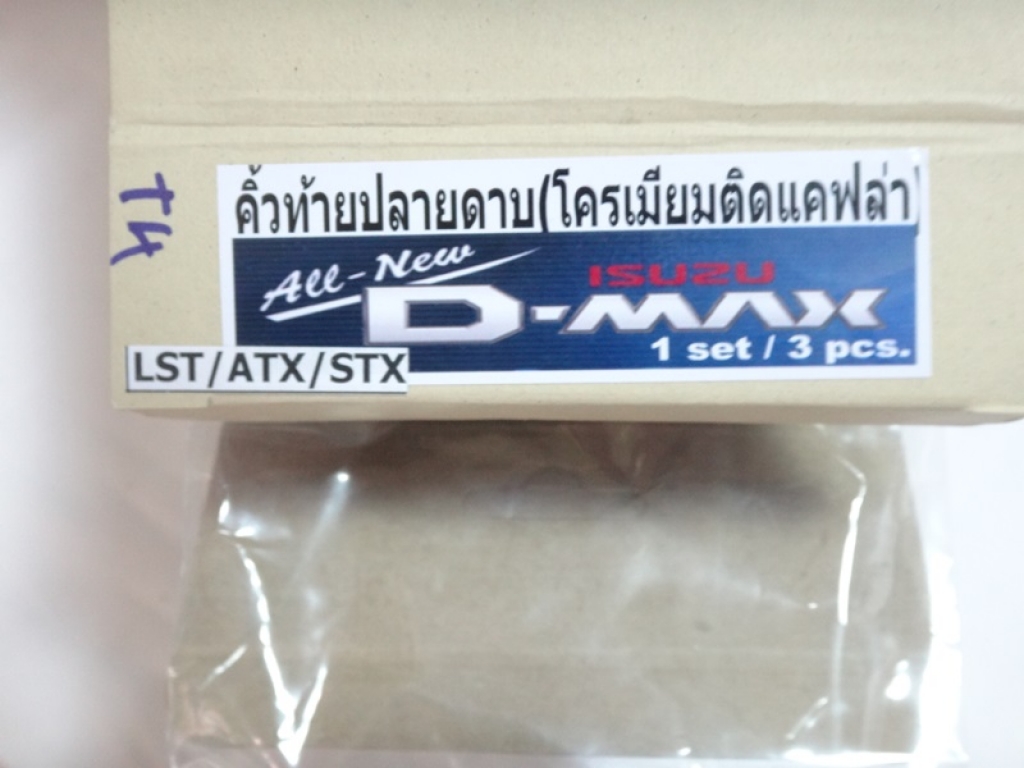 คิ้วท้ายปลายดาบ(โครเมียมติดแคฟล่า)
All-New
ISUZU
D-MAX
1 set / 3 pcs.
LST/ATX/STX
T4